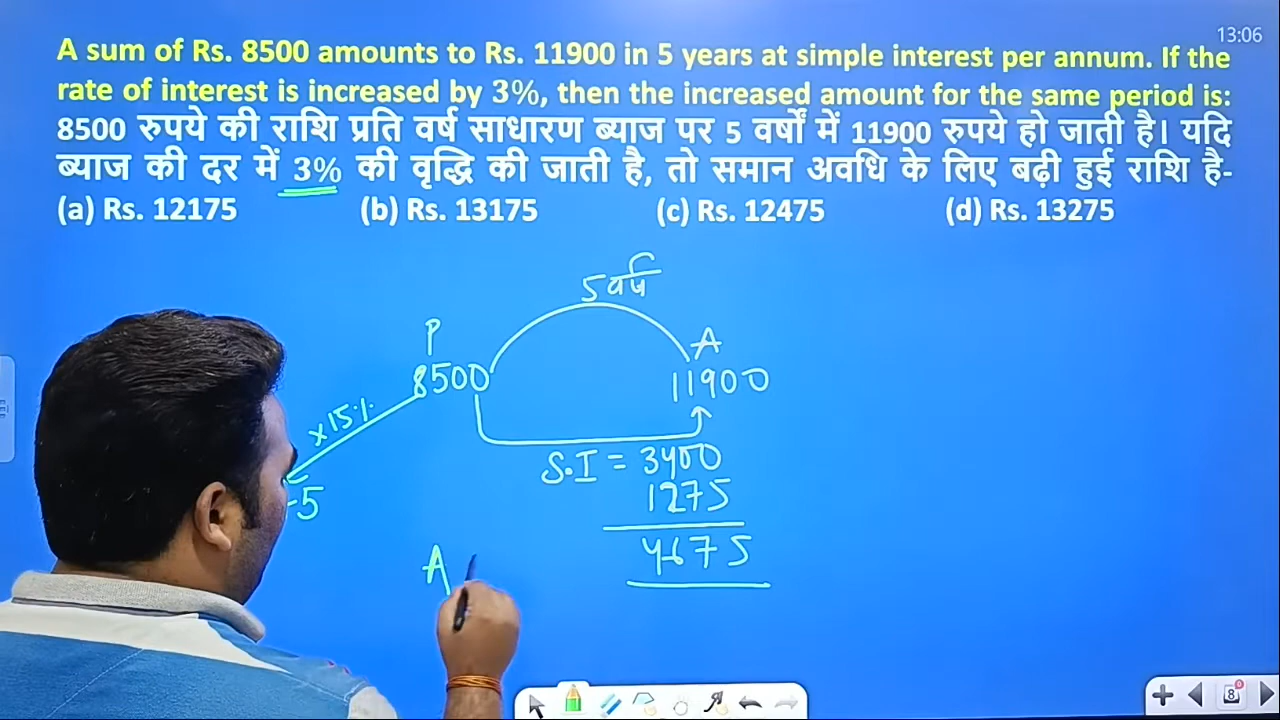 13:06
A sum of Rs. 8500 amounts to Rs. 11900 in 5 years at simple interest per annum. If the
rate of interest is increased by 3%, then the increased amount for the same period is:
8500 रुपये की राशि प्रति वर्ष साधारण ब्याज पर 5 वर्षों में 11900 रुपये हो जाती है। यदि
ब्याज की दर में 3% की वृद्धि की जाती है, तो समान अवधि के लिए बढ़ी हुई राशि है-
(a) Rs. 12175 (b) Rs. 13175 (c) Rs. 12475 (d) Rs. 13275
5 वर्ष
P A
8500 11900
×15%
S.I = 3400
1275
4675
A
8